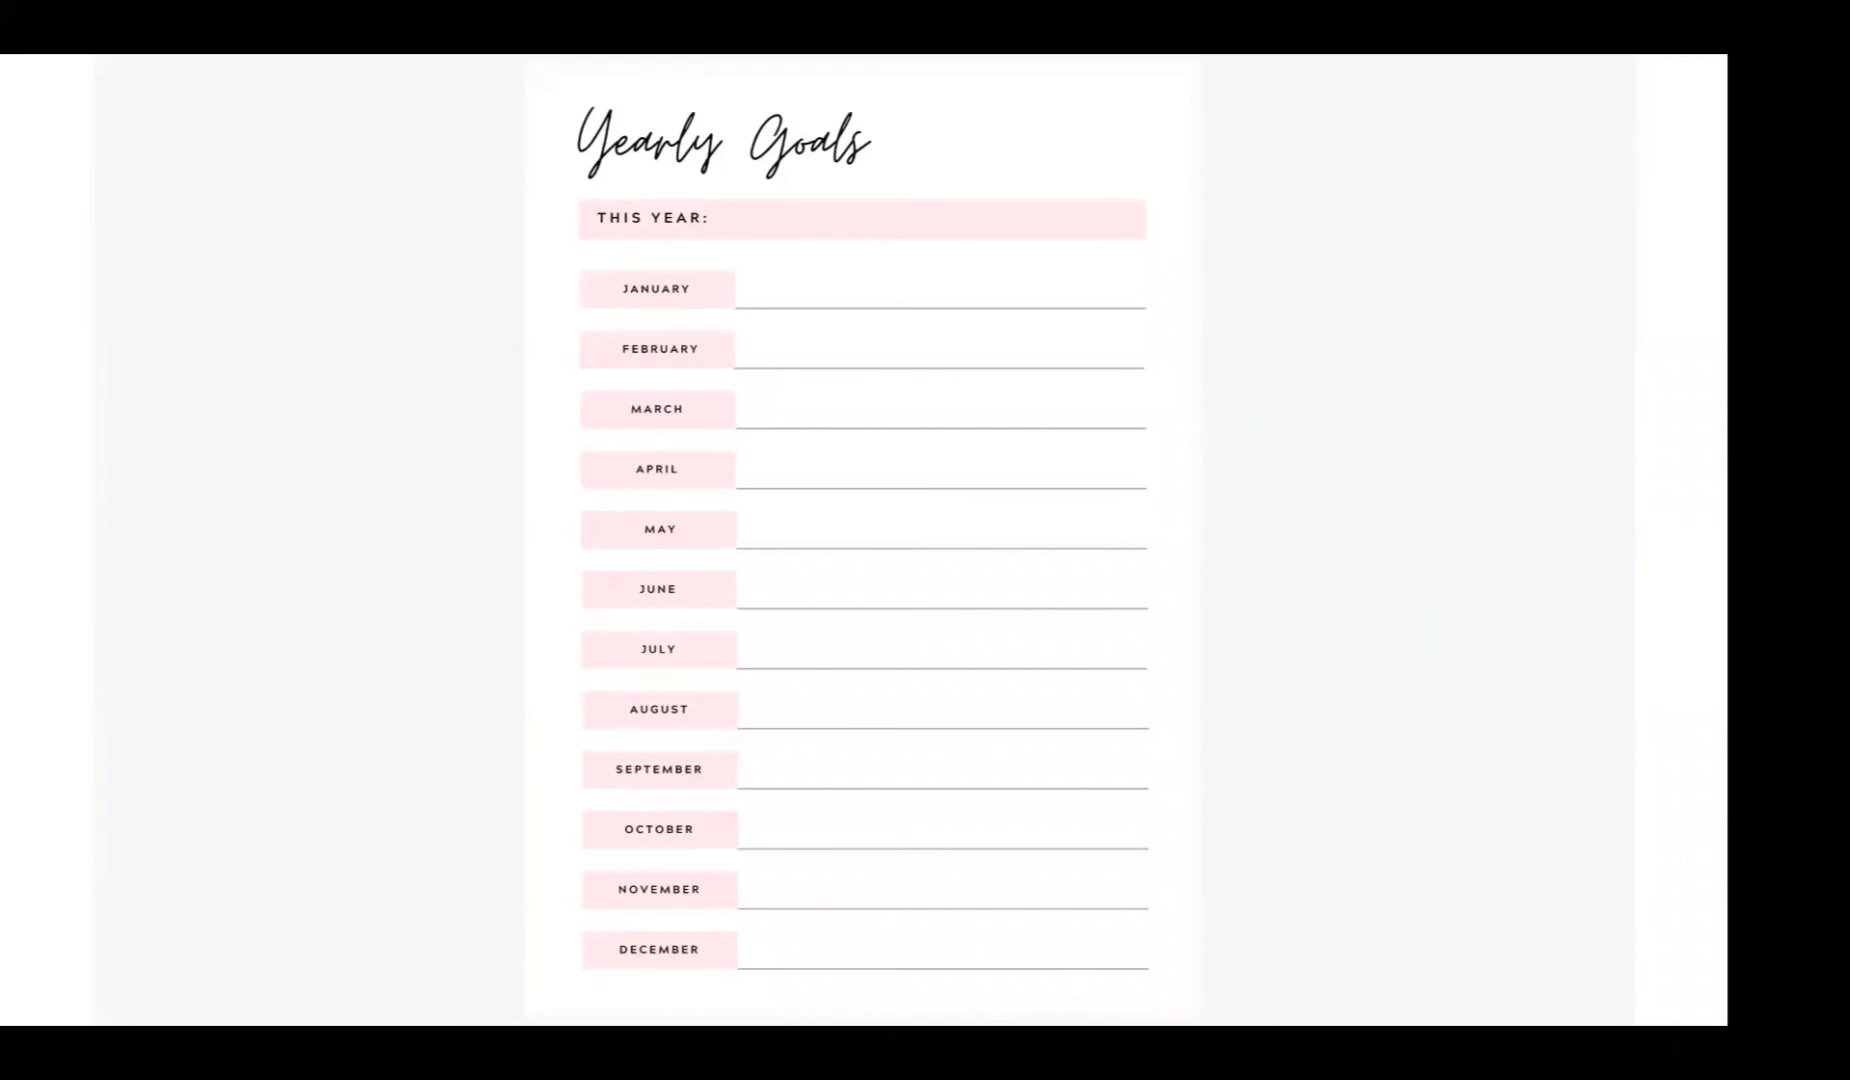 Yearly Goals
THIS YEAR:
JANUARY
FEBRUARY
MARCH
APRIL
MAY
JUNE
JULY
AUGUST
SEPTEMBER
OCTOBER
NOVEMBER
DECEMBER